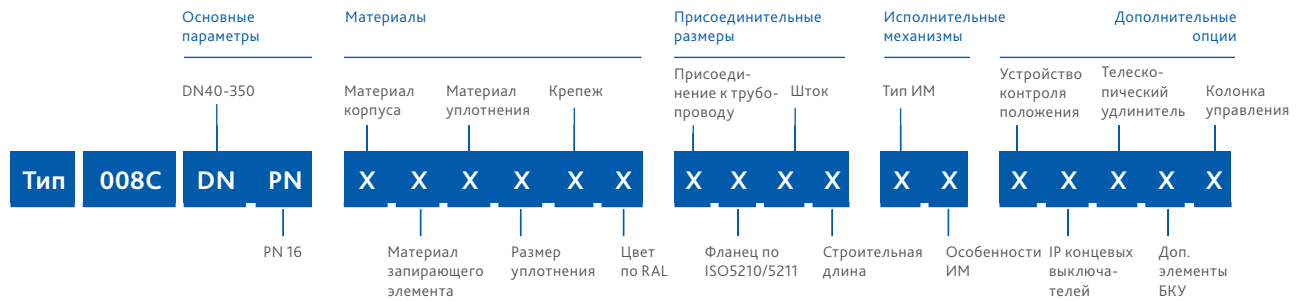 Основные
параметры
Материалы
Присоединительные
размеры
Исполнительные
механизмы
Дополнительные
опции
DN40-350
Материал
корпуса
Материал
уплотнения
Крепеж
Присоеди-
нение к трубо-
проводу
Шток
Тип ИМ
Устройство
контроля
положения
Телеско-
пический
удлинитель
Колонка
управления
Тип 008С DN PN X X X X X X X X X X X X X X X X X
PN 16
Материал
запирающего
элемента
Размер
уплотнения
Цвет
по RAL
Фланец по
ISO5210/5211
Строительная
длина
Особенности
ИМ
IP концевых
выключа-
телей
Доп.
элементы
БКУ